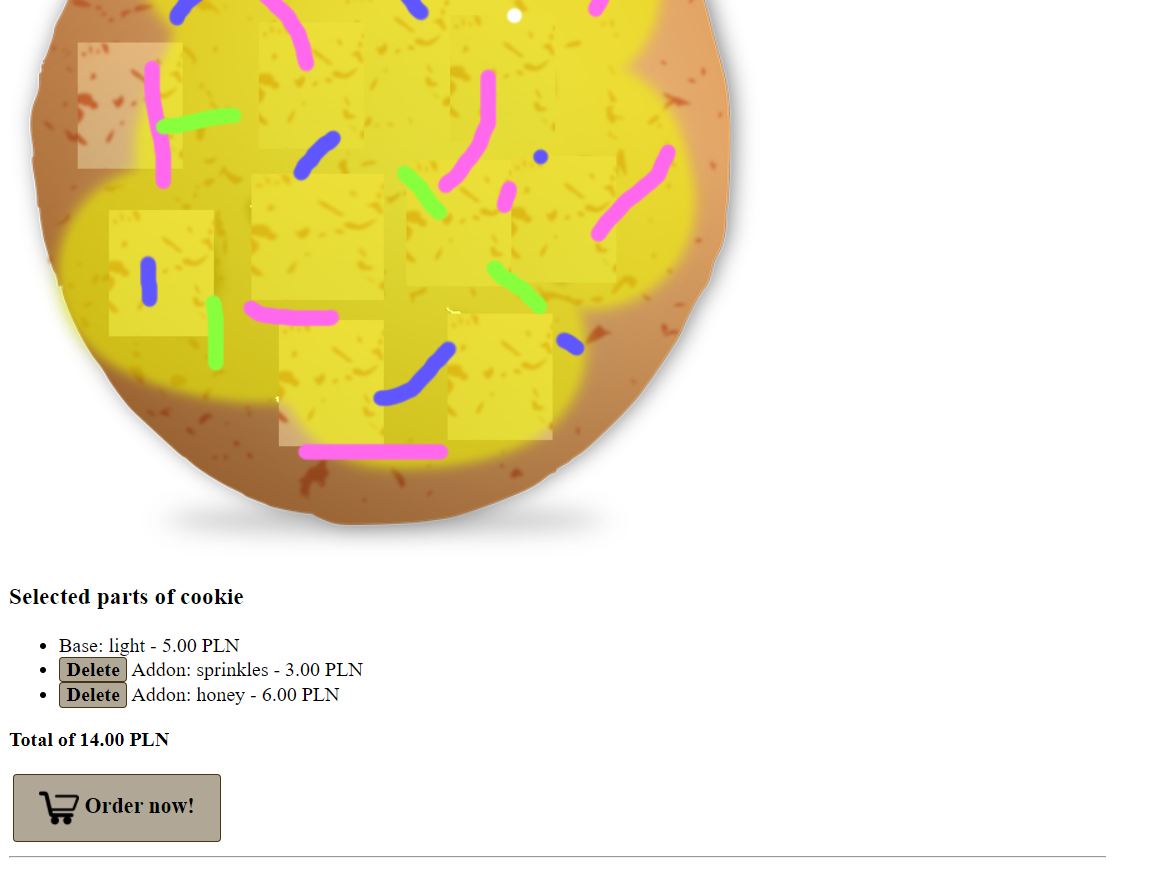 Selected parts of cookie
Base: light - 5.00 PLN
Delete Addon: sprinkles - 3.00 PLN
Delete Addon: honey - 6.00 PLN
Total of 14.00 PLN
Order now!